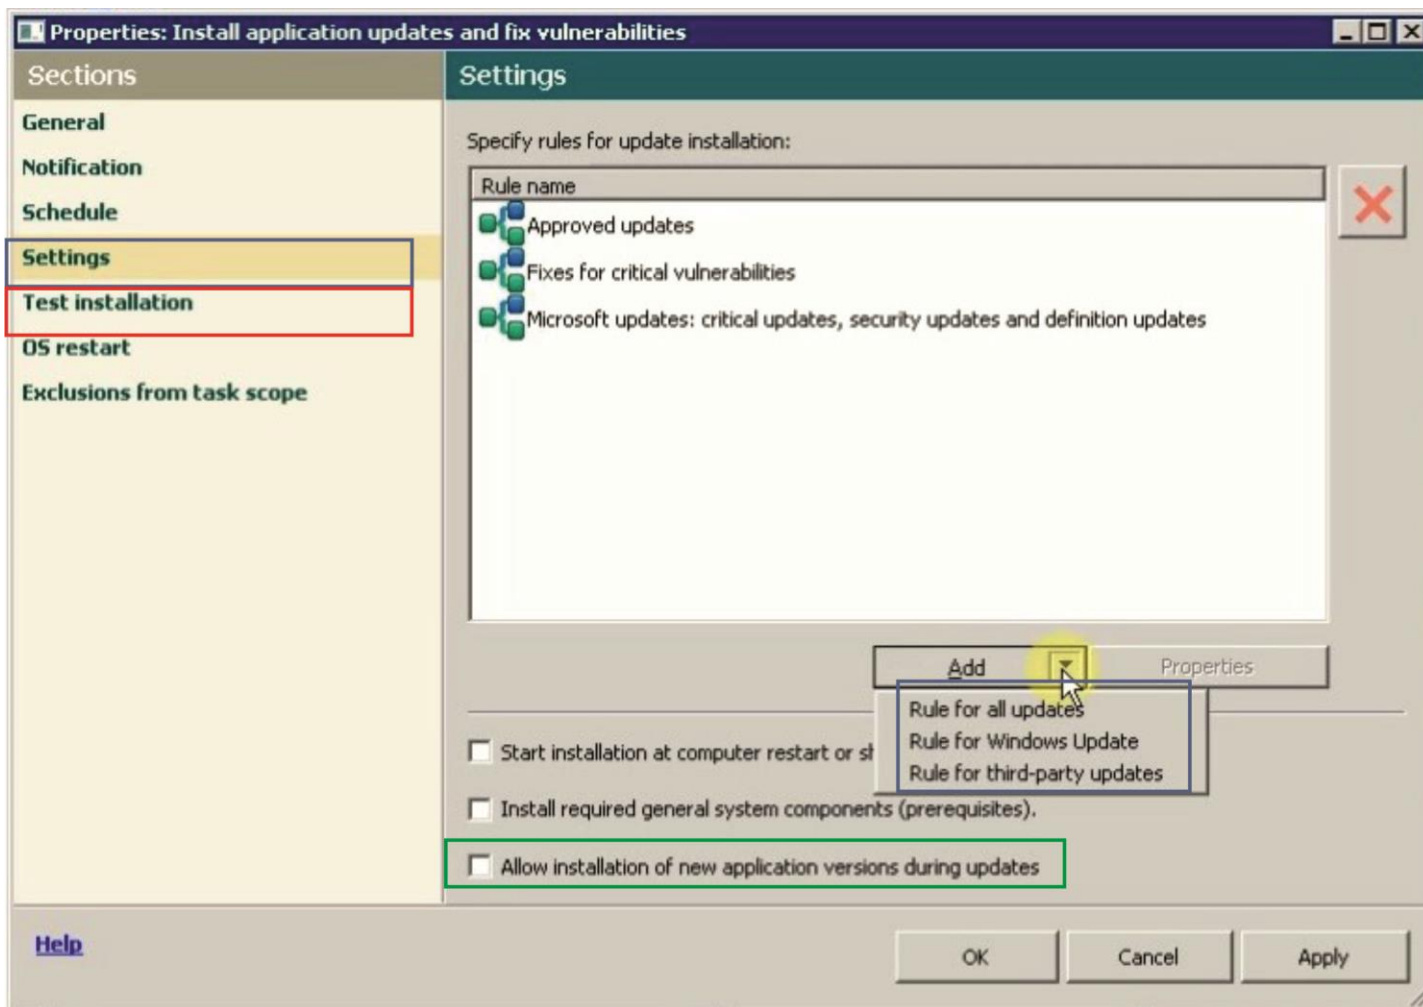 Properties: Install application updates and fix vulnerabilities
Sections
General
Notification
Schedule
Settings
Test installation
OS restart
Exclusions from task scope
Settings
Specify rules for update installation:
Rule name
Approved updates
Fixes for critical vulnerabilities
Microsoft updates: critical updates, security updates and definition updates
Add
Properties
Rule for all updates
Rule for Windows Update
Rule for third-party updates
Start installation at computer restart or
Install required general system components (prerequisites).
Allow installation of new application versions during updates
Help
OK
Cancel
Apply